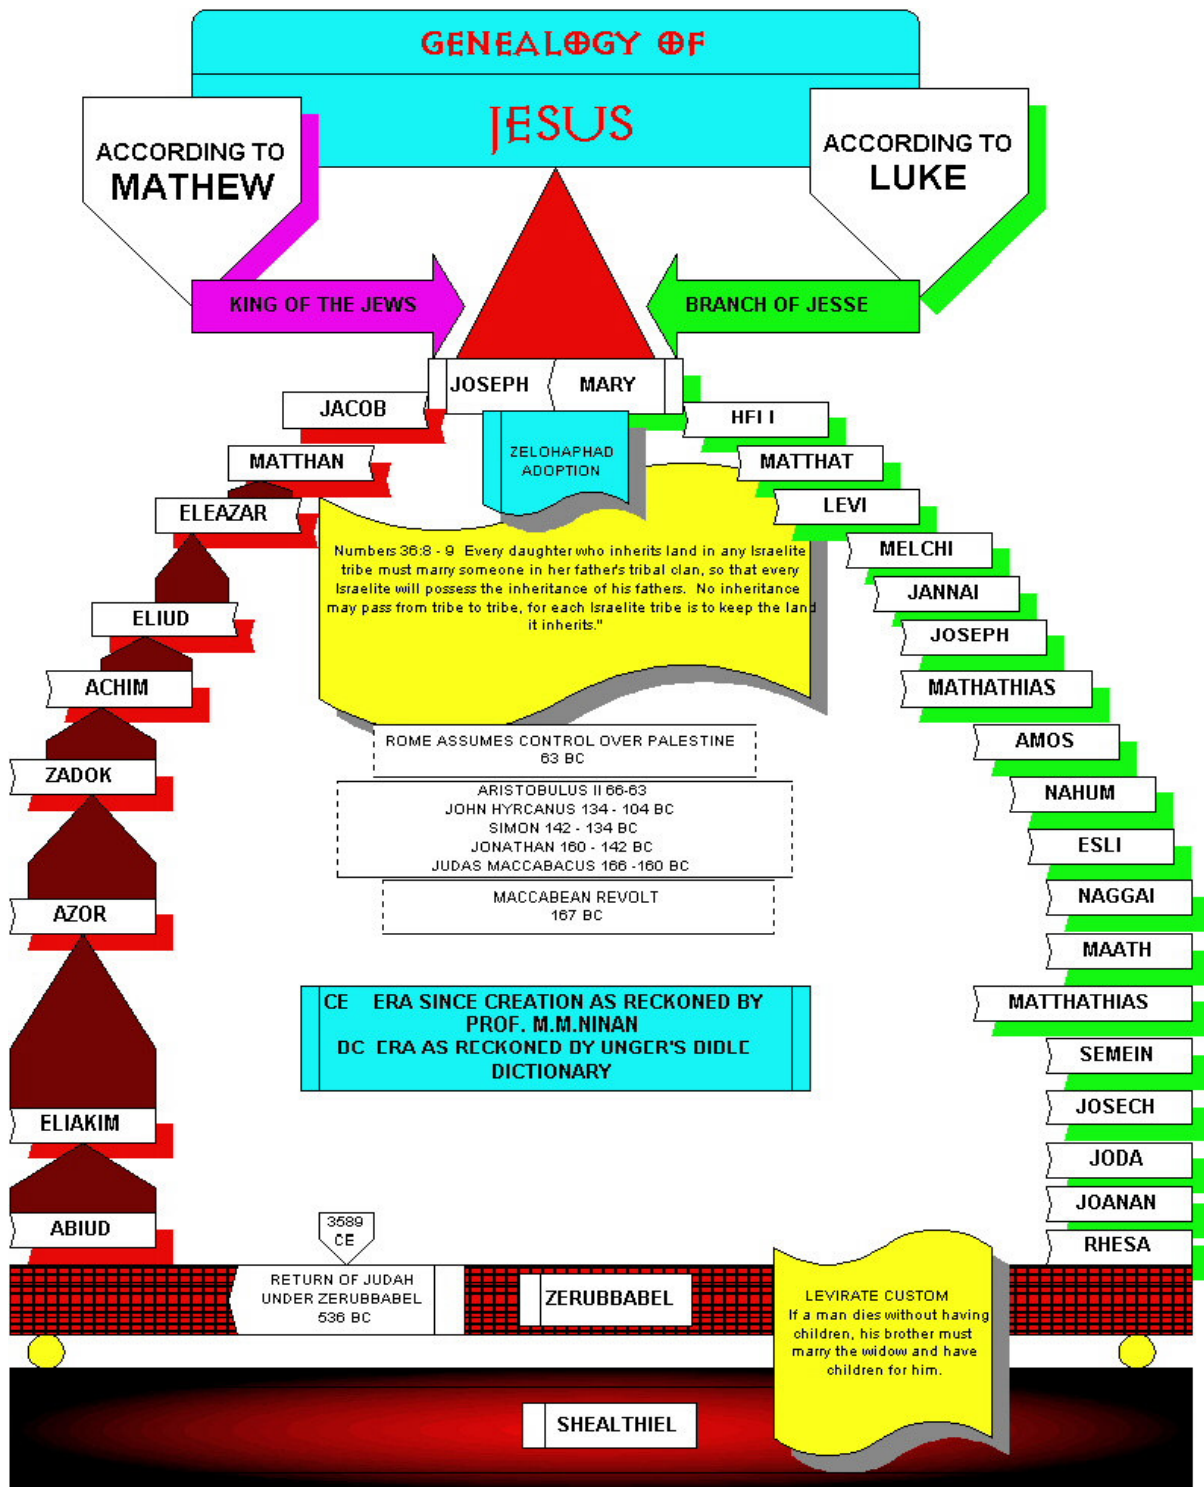 GENEALOGY OF
JESUS
ACCORDING TO
MATHEW
ACCORDING TO
LUKE
KING OF THE JEWS
BRANCH OF JESSE
JOSEPH
MARY
JACOB
MATTHAN
ELEAZAR
ELIUD
ACHIM
ZADOK
AZOR
ELIAKIM
ABIUD
ZELOHAPHAD
ADOPTION
Numbers 36:8 - 9 Every daughter who inherits land in any Israelite
tribe must marry someone in her father's tribal clan, so that every
Israelite will possess the inheritance of his fathers. No inheritance
may pass from tribe to tribe, for each Israelite tribe is to keep the land
it inherits."
ROME ASSUMES CONTROL OVER PALESTINE
63 BC
ARISTOBULUS II 66-63
JOHN HYRCANUS 134 - 104 BC
SIMON 142 - 134 BC
JONATHAN 160 - 142 BC
JUDAS MACCABACUS 166 -160 BC
MACCABEAN REVOLT
167 BC
CE ERA SINCE CREATION AS RECKONED BY
PROF. M.M.NINAN
BC ERA AS RECKONED BY UNGER'S BIBLE
DICTIONARY
HELI
MATTHAT
LEVI
MELCHI
JANNAI
JOSEPH
MATHATHIAS
AMOS
NAHUM
ESLI
NAGGAI
MAATH
MATTHATHIAS
SEMEIN
JOSECH
JODA
JOANAN
RHESA
3589
CE
RETURN OF JUDAH
UNDER ZERUBBABEL
536 BC
ZERUBBABEL
LEVIRATE CUSTOM
If a man dies without having
children, his brother must
marry the widow and have
children for him.
SHEALTHIEL